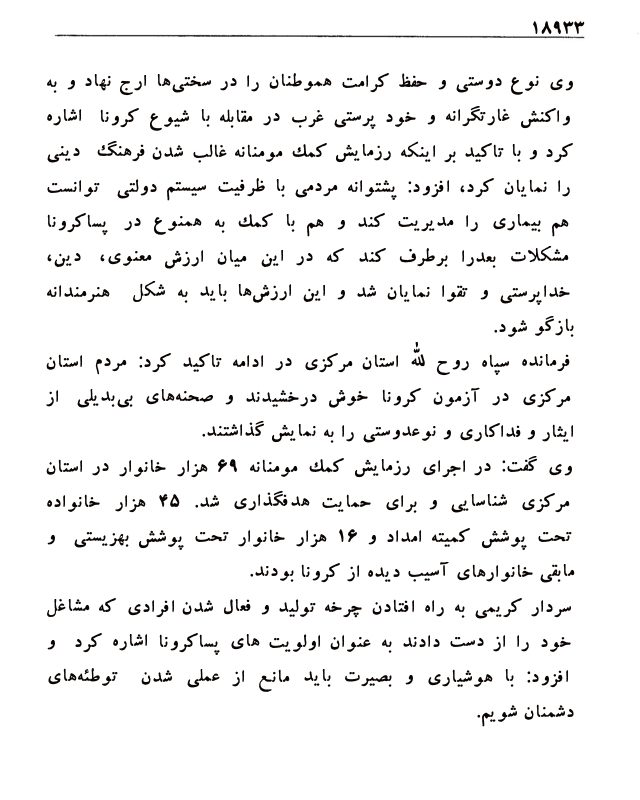 ۱۸۹۳۳
وی نوع دوستی و حفظ کرامت هموطنان را در سختی‌ها ارج نهاد و به
واکنش غارتگرانه و خود پرستی غرب در مقابله با شیوع کرونا اشاره
کرد و با تاکید بر اینکه رزمایش کمک مومنانه غالب شدن فرهنگ دینی
را نمایان کرد، افزود: پشتوانه مردمی با ظرفیت سیستم دولتی توانست
هم بیماری را مدیریت کند و هم با کمک به همنوع در پساکرونا
مشکلات بعدرا برطرف کند که در این میان ارزش معنوی، دین،
خداپرستی و تقوا نمایان شد و این ارزش‌ها باید به شکل هنرمندانه
بازگو شود.
فرمانده سپاه روح لله استان مرکزی در ادامه تاکید کرد: مردم استان
مرکزی در آزمون کرونا خوش درخشیدند و صحنه‌های بی‌بدیلی از
ایثار و فداکاری و نوعدوستی را به نمایش گذاشتند.
وی گفت: در اجرای رزمایش کمک مومنانه ۶۹ هزار خانوار در استان
مرکزی شناسایی و برای حمایت هدفگذاری شد. ۴۵ هزار خانواده
تحت پوشش کمیته امداد و ۱۶ هزار خانوار تحت پوشش بهزیستی و
مابقی خانوارهای آسیب دیده از کرونا بودند.
سردار کریمی به راه افتادن چرخه تولید و فعال شدن افرادی که مشاغل
خود را از دست دادند به عنوان اولویت های پساکرونا اشاره کرد و
افزود: با هوشیاری و بصیرت باید مانع از عملی شدن توطئه‌های
دشمنان شویم.